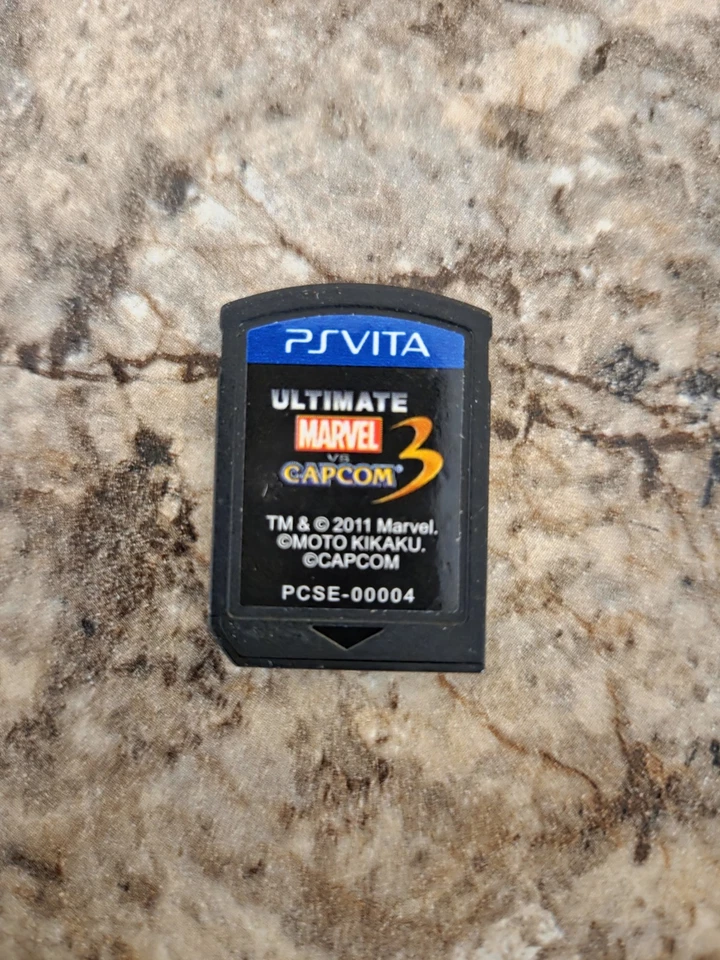 PSVITA
ULTIMATE
MARVEL
VS.
CAPCOM® 3
TM & © 2011 Marvel.
©MOTO KIKAKU.
©CAPCOM
PCSE-00004